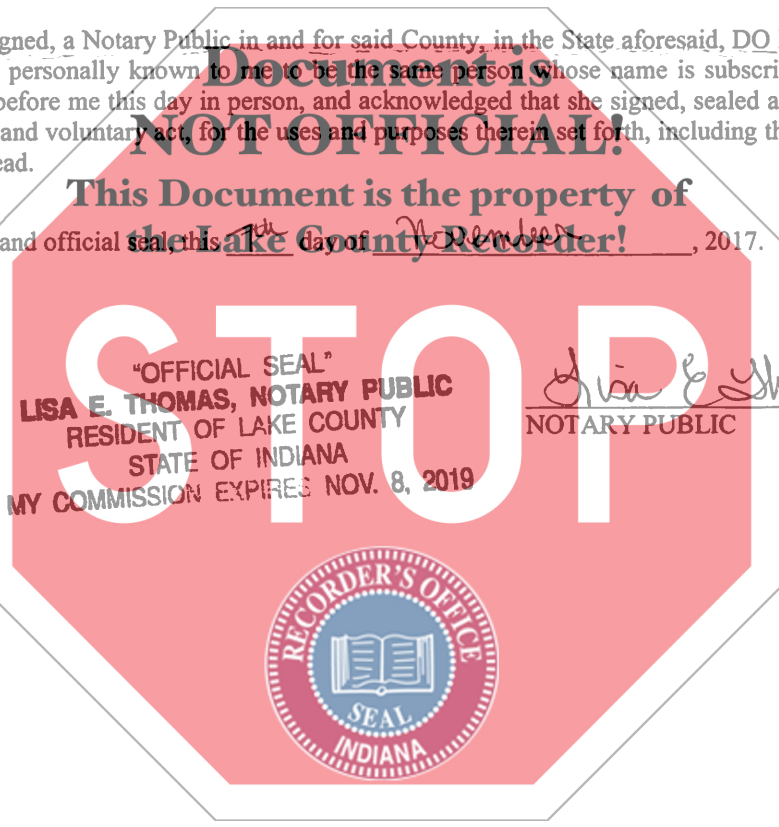 gned, a Notary Public in and for said County, in the State aforesaid, DO
Document is
personally known to me to be the same person whose name is subscri
before me this day in person, and acknowledged that she signed, sealed a
NOT OFFICIAL!
and voluntary act, for the uses and purposes therein set forth, including th
ead.
This Document is the property of
the Lake County Recorder!
and official seal, this 7th day of November, 2017.
STOP
"OFFICIAL SEAL"
LISA E. THOMAS, NOTARY PUBLIC
RESIDENT OF LAKE COUNTY
STATE OF INDIANA
MY COMMISSION EXPIRES NOV. 8, 2019
Lisa E
NOTARY PUBLIC
RECORDER'S OFFICE
SEAL
INDIANA